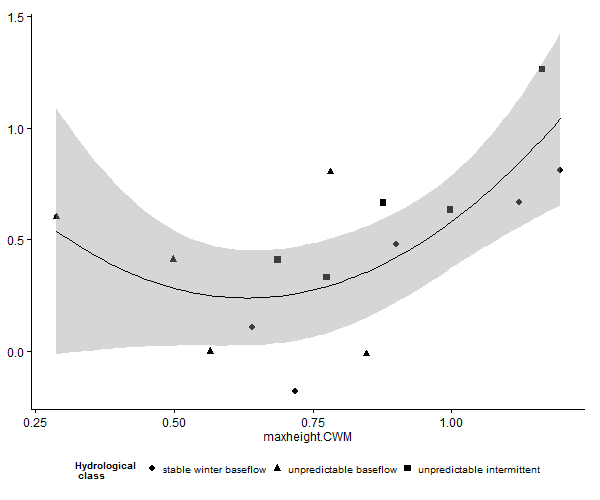 1.5
1.0
0.5
0.0
0.25 0.50 0.75 1.00
maxheight.CWM
Hydrological stable winter baseflow unpredictable baseflow unpredictable intermittent
class